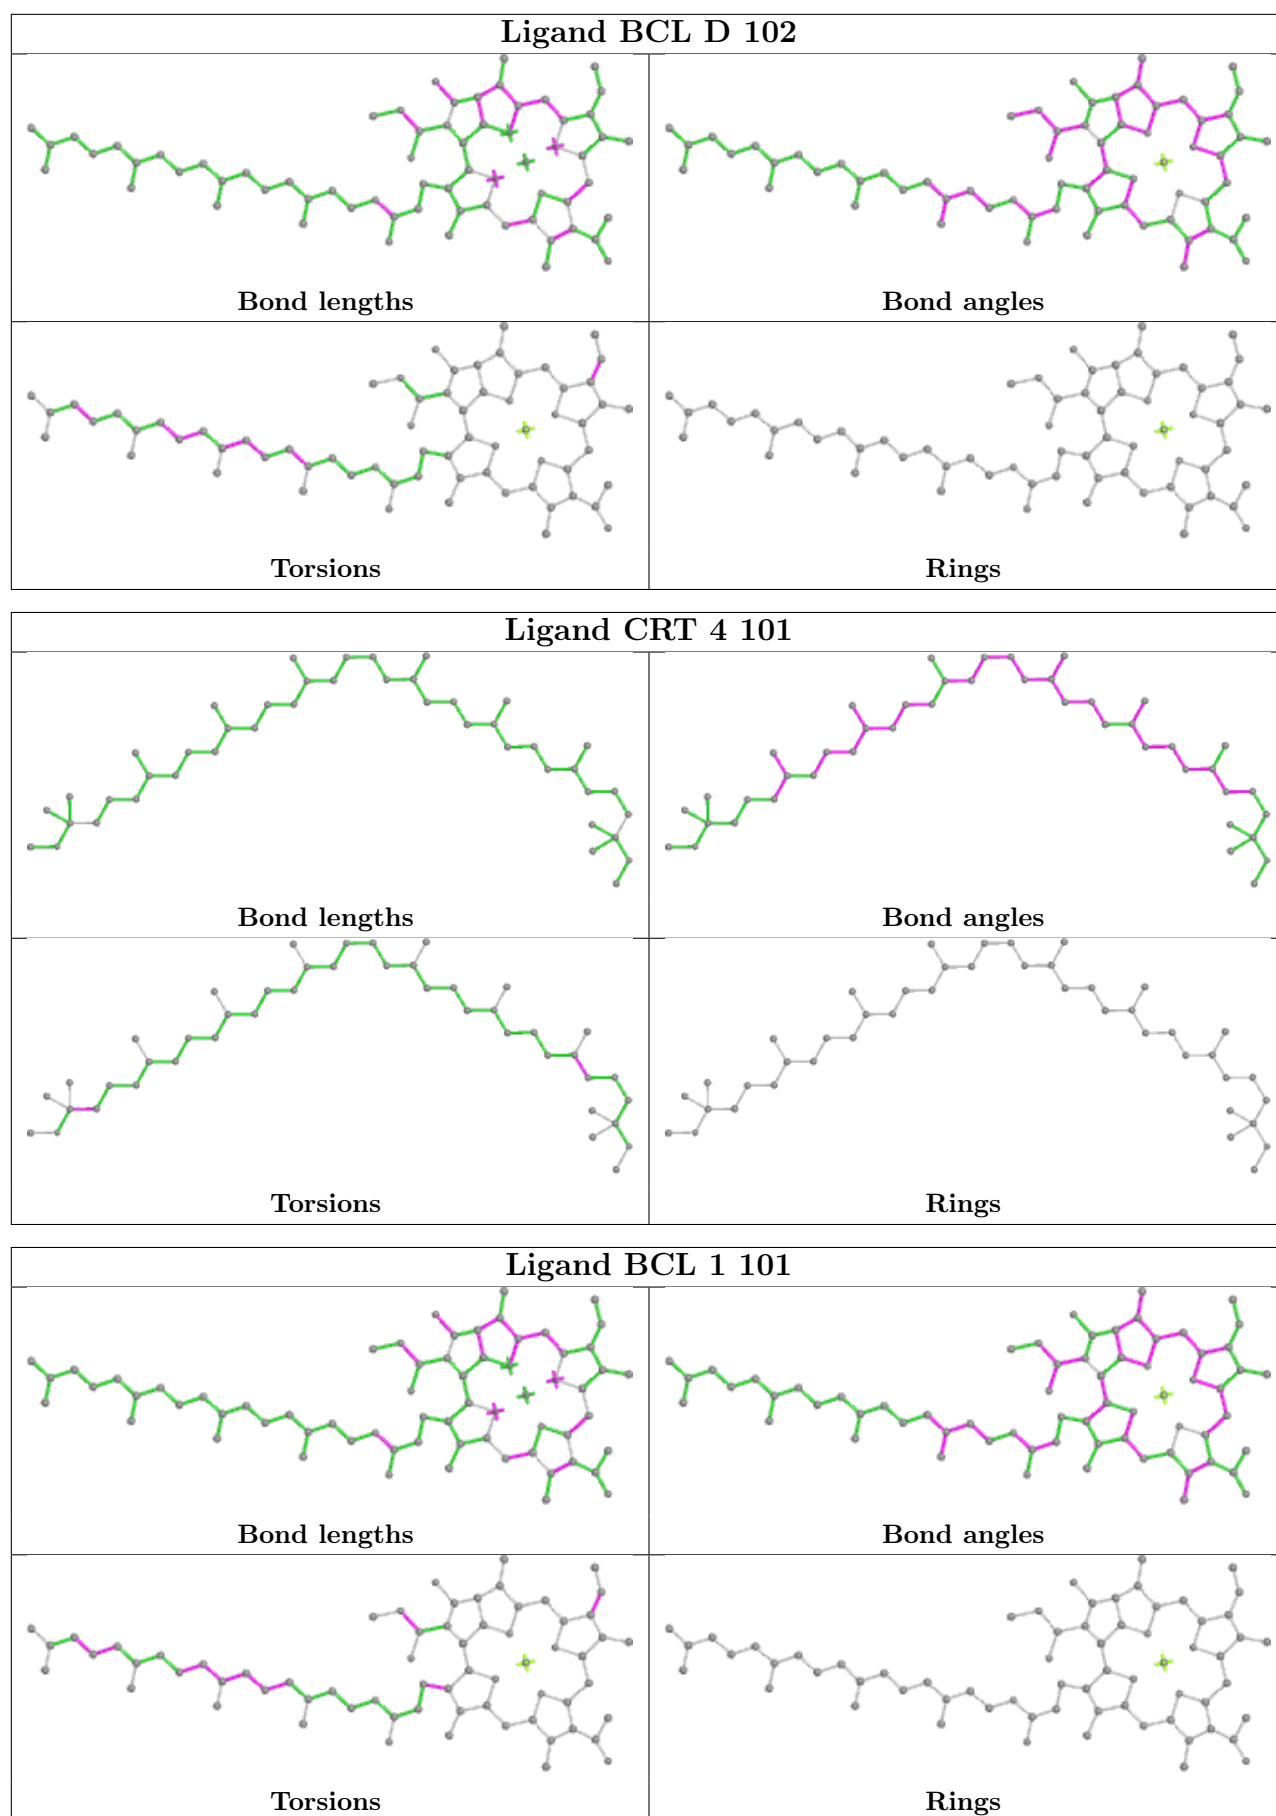 Ligand BCL D 102
Bond lengths
Bond angles
Torsions
Rings
Ligand CRT 4 101
Bond lengths
Bond angles
Torsions
Rings
Ligand BCL 1 101
Bond lengths
Bond angles
Torsions
Rings